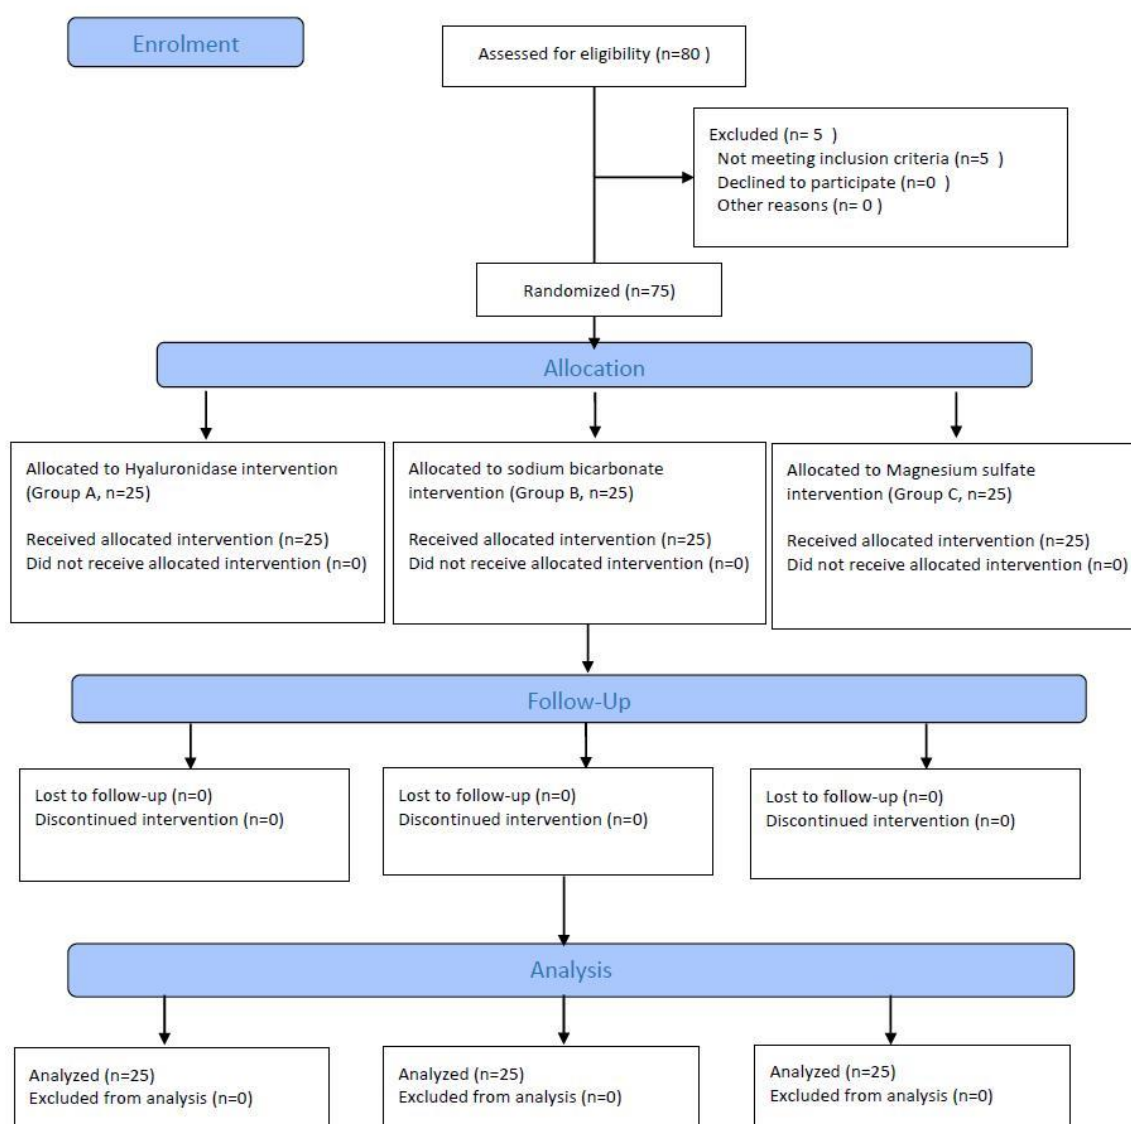 Enrolment
Assessed for eligibility (n=80 )
Excluded (n= 5 )
Not meeting inclusion criteria (n=5 )
Declined to participate (n=0 )
Other reasons (n= 0 )
Randomized (n=75)
Allocation
Allocated to Hyaluronidase intervention
(Group A, n=25)
Received allocated intervention (n=25)
Did not receive allocated intervention (n=0)
Allocated to sodium bicarbonate
intervention (Group B, n=25)
Received allocated intervention (n=25)
Did not receive allocated intervention (n=0)
Allocated to Magnesium sulfate
intervention (Group C, n=25)
Received allocated intervention (n=25)
Did not receive allocated intervention (n=0)
Follow-Up
Lost to follow-up (n=0)
Discontinued intervention (n=0)
Lost to follow-up (n=0)
Discontinued intervention (n=0)
Lost to follow-up (n=0)
Discontinued intervention (n=0)
Analysis
Analyzed (n=25)
Excluded from analysis (n=0)
Analyzed (n=25)
Excluded from analysis (n=0)
Analyzed (n=25)
Excluded from analysis (n=0)